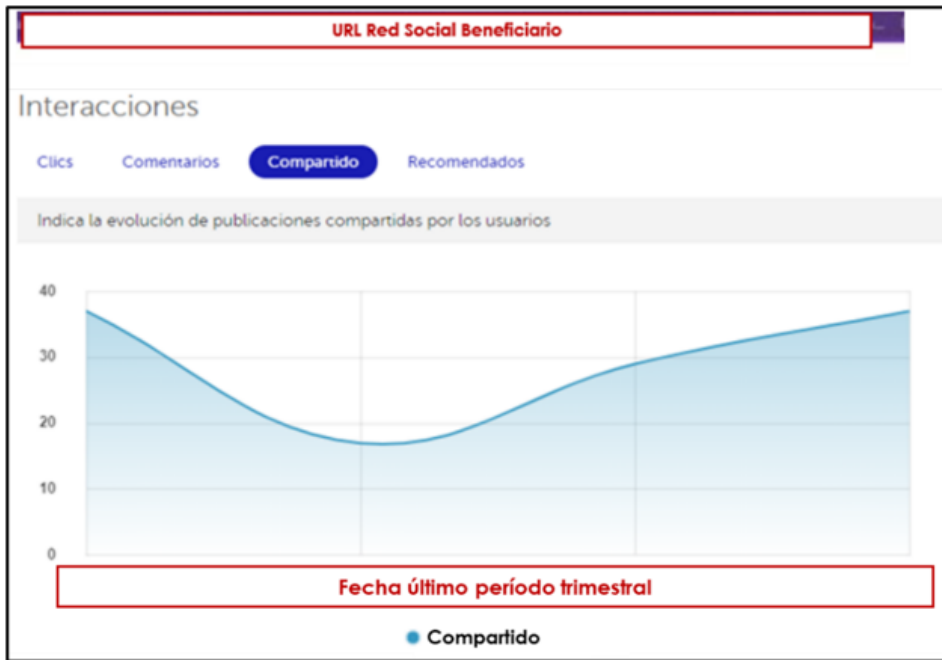 URL Red Social Beneficiario
Interacciones
Clics Comentarios Compartido Recomendados
Indica la evolución de publicaciones compartidas por los usuarios
40
30
20
10
0
Fecha último período trimestral
Compartido